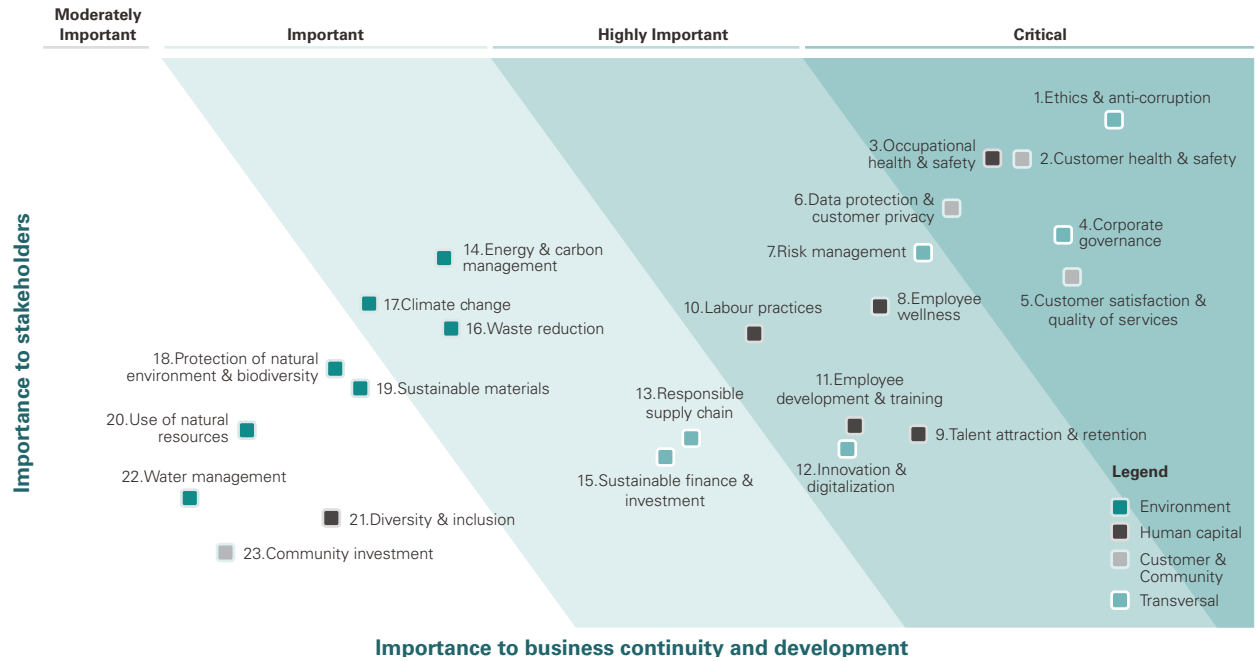 Moderately
Important
Important
Highly Important
Critical
1.Ethics & anti-corruption
3.Occupational
health & safety
2.Customer health & safety
6.Data protection &
customer privacy
4.Corporate
governance
7.Risk management
14.Energy & carbon
management
5.Customer satisfaction &
quality of services
17.Climate change
10.Labour practices
8.Employee
wellness
16.Waste reduction
18.Protection of natural
environment & biodiversity
19.Sustainable materials
13.Responsible
supply chain
11.Employee
development & training
20.Use of natural
resources
9.Talent attraction & retention
15.Sustainable finance &
investment
12.Innovation &
digitalization
22.Water management
21.Diversity & inclusion
23.Community investment
Legend
Environment
Human capital
Customer &
Community
Transversal
Importance to stakeholders
Importance to business continuity and development